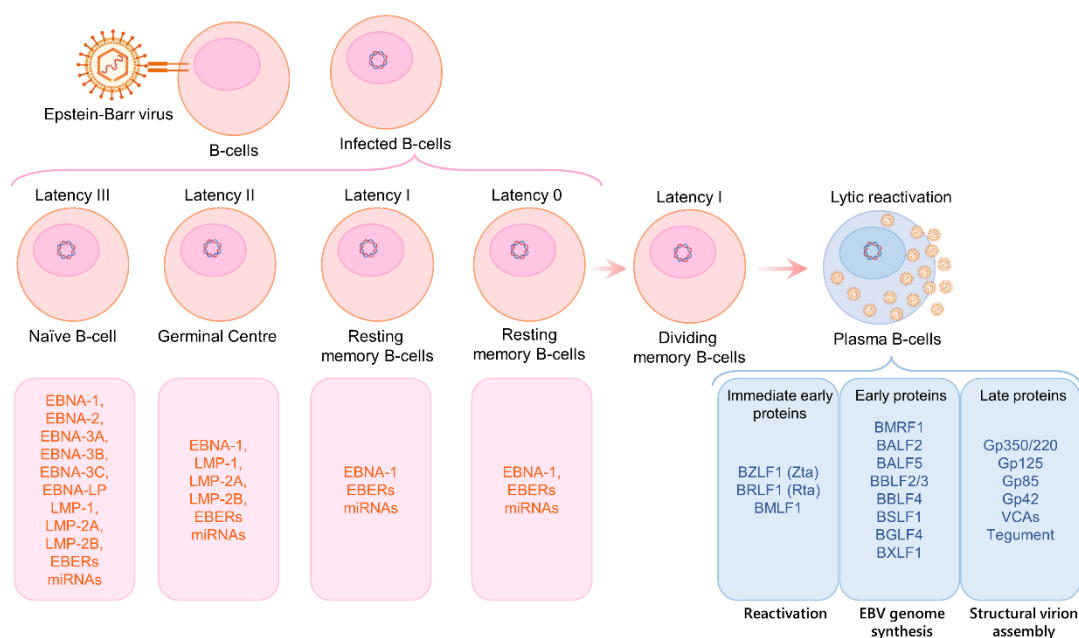 Epstein-Barr virus
B-cells
Infected B-cells
Latency III
Latency II
Latency I
Latency 0
Latency I
Lytic reactivation
Naïve B-cell
Germinal Centre
Resting
memory B-cells
Resting
memory B-cells
Dividing
memory B-cells
Plasma B-cells
EBNA-1,
EBNA-2,
EBNA-3A,
EBNA-3B,
EBNA-3C,
EBNA-LP
LMP-1,
LMP-2A,
LMP-2B,
EBERs
miRNAs
EBNA-1,
LMP-1,
LMP-2A,
LMP-2B,
EBERs
miRNAs
EBNA-1
EBERs
miRNAs
EBNA-1,
EBERs
miRNAs
Immediate early
proteins
BZLF1 (Zta)
BRLF1 (Rta)
BMLF1
Reactivation
Early proteins
BMRF1
BALF2
BALF5
BBLF2/3
BBLF4
BSLF1
BGLF4
BXLF1
EBV genome
synthesis
Late proteins
Gp350/220
Gp125
Gp85
Gp42
VCAs
Tegument
Structural virion
assembly